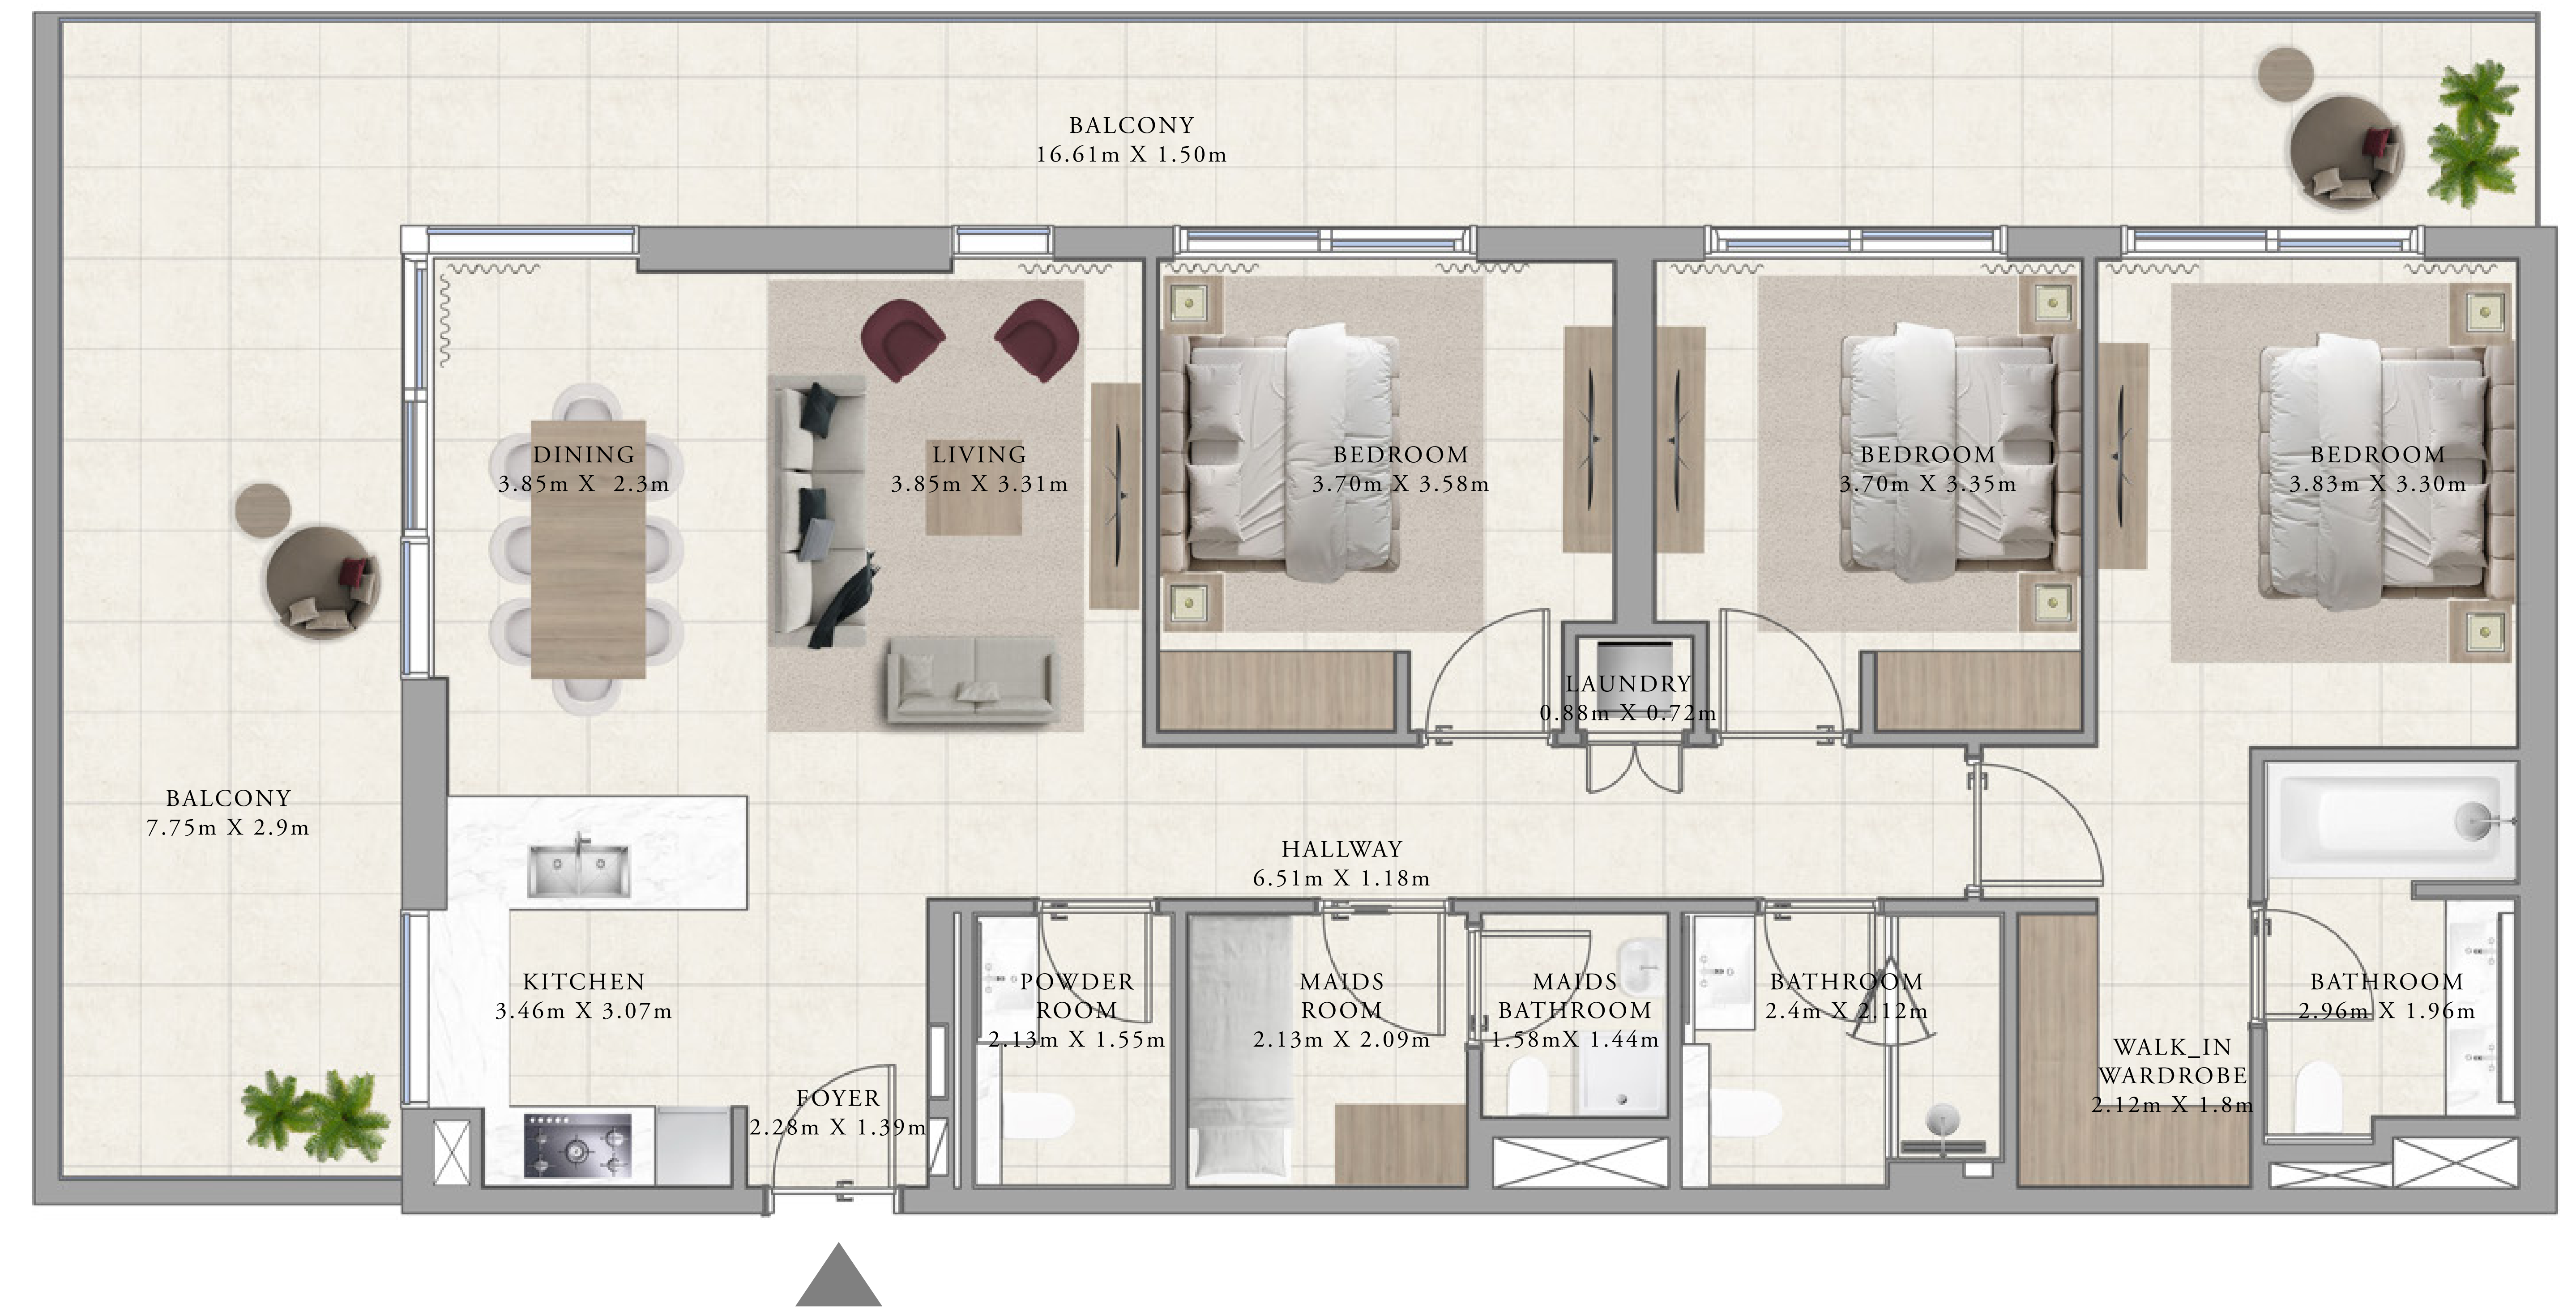 BALCONY
16.61m X 1.50m
DINING
3.85m X 2.3m
LIVING
3.85m X 3.31m
BEDROOM
3.70m X 3.58m
BEDROOM
3.70m X 3.35m
BEDROOM
3.83m X 3.30m
LAUNDRY
0.88m X 0.72m
BALCONY
7.75m X 2.9m
HALLWAY
6.51m X 1.18m
KITCHEN
3.46m X 3.07m
FOYER
2.28m X 1.39m
POWDER
ROOM
2.13m X 1.55m
MAIDS
ROOM
2.13m X 2.09m
MAIDS
BATHROOM
1.58mX 1.44m
BATHROOM
2.4m X 2.12m
WALK_IN
WARDROBE
2.12m X 1.8m
BATHROOM
2.96m X 1.96m